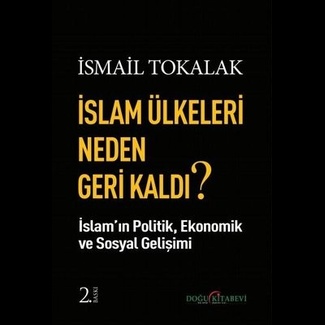 İSMAİL TOKALAK
İSLAM ÜLKELERİ
NEDEN
GERİ KALDI?
İslam'ın Politik, Ekonomik
ve Sosyal Gelişimi
2.
BASKI
DOĞU KİTABEVİ